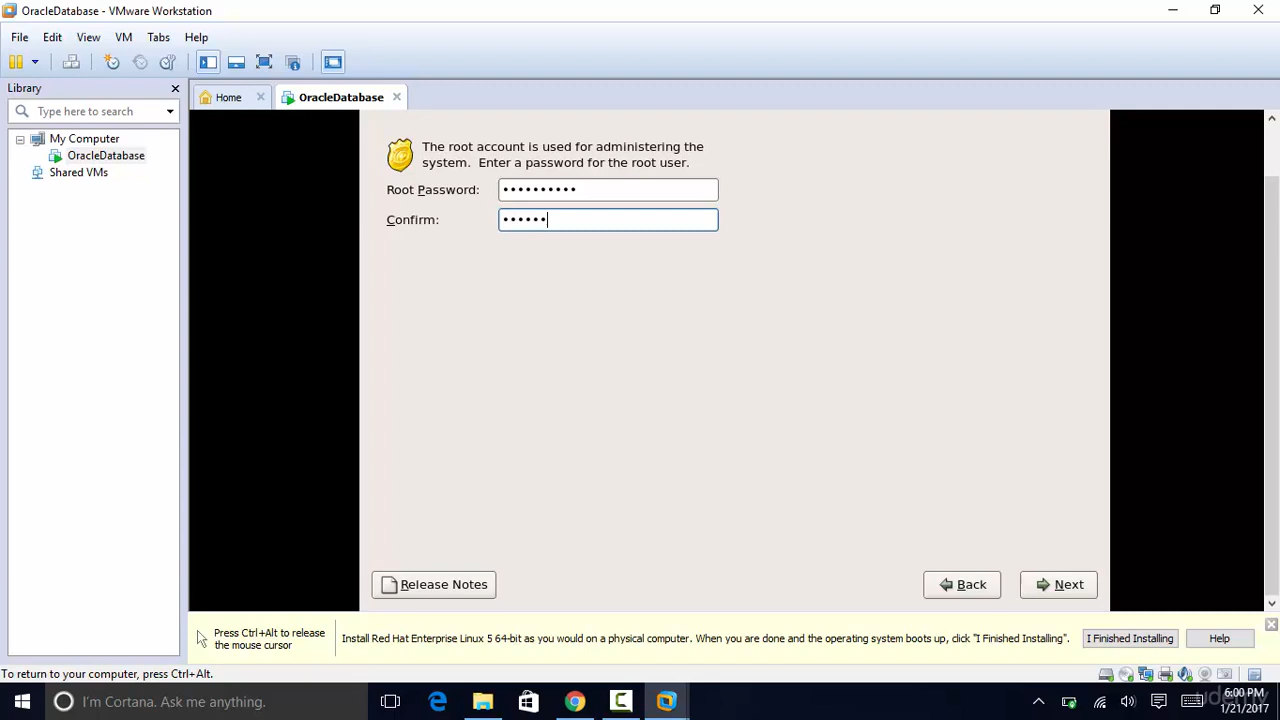 OracleDatabase - VMware Workstation
File Edit View VM Tabs Help
Library
Type here to search
My Computer
OracleDatabase
Shared VMs
Home
OracleDatabase
The root account is used for administering the
system. Enter a password for the root user.
Root Password: ••••••••••
Confirm: ••••••
Release Notes
Back
Next
Press Ctrl+Alt to release
the mouse cursor
Install Red Hat Enterprise Linux 5 64-bit as you would on a physical computer. When you are done and the operating system boots up, click "I Finished Installing".
I Finished Installing
Help
To return to your computer, press Ctrl+Alt.
I'm Cortana. Ask me anything.
6:00 PM
1/21/2017
udemy